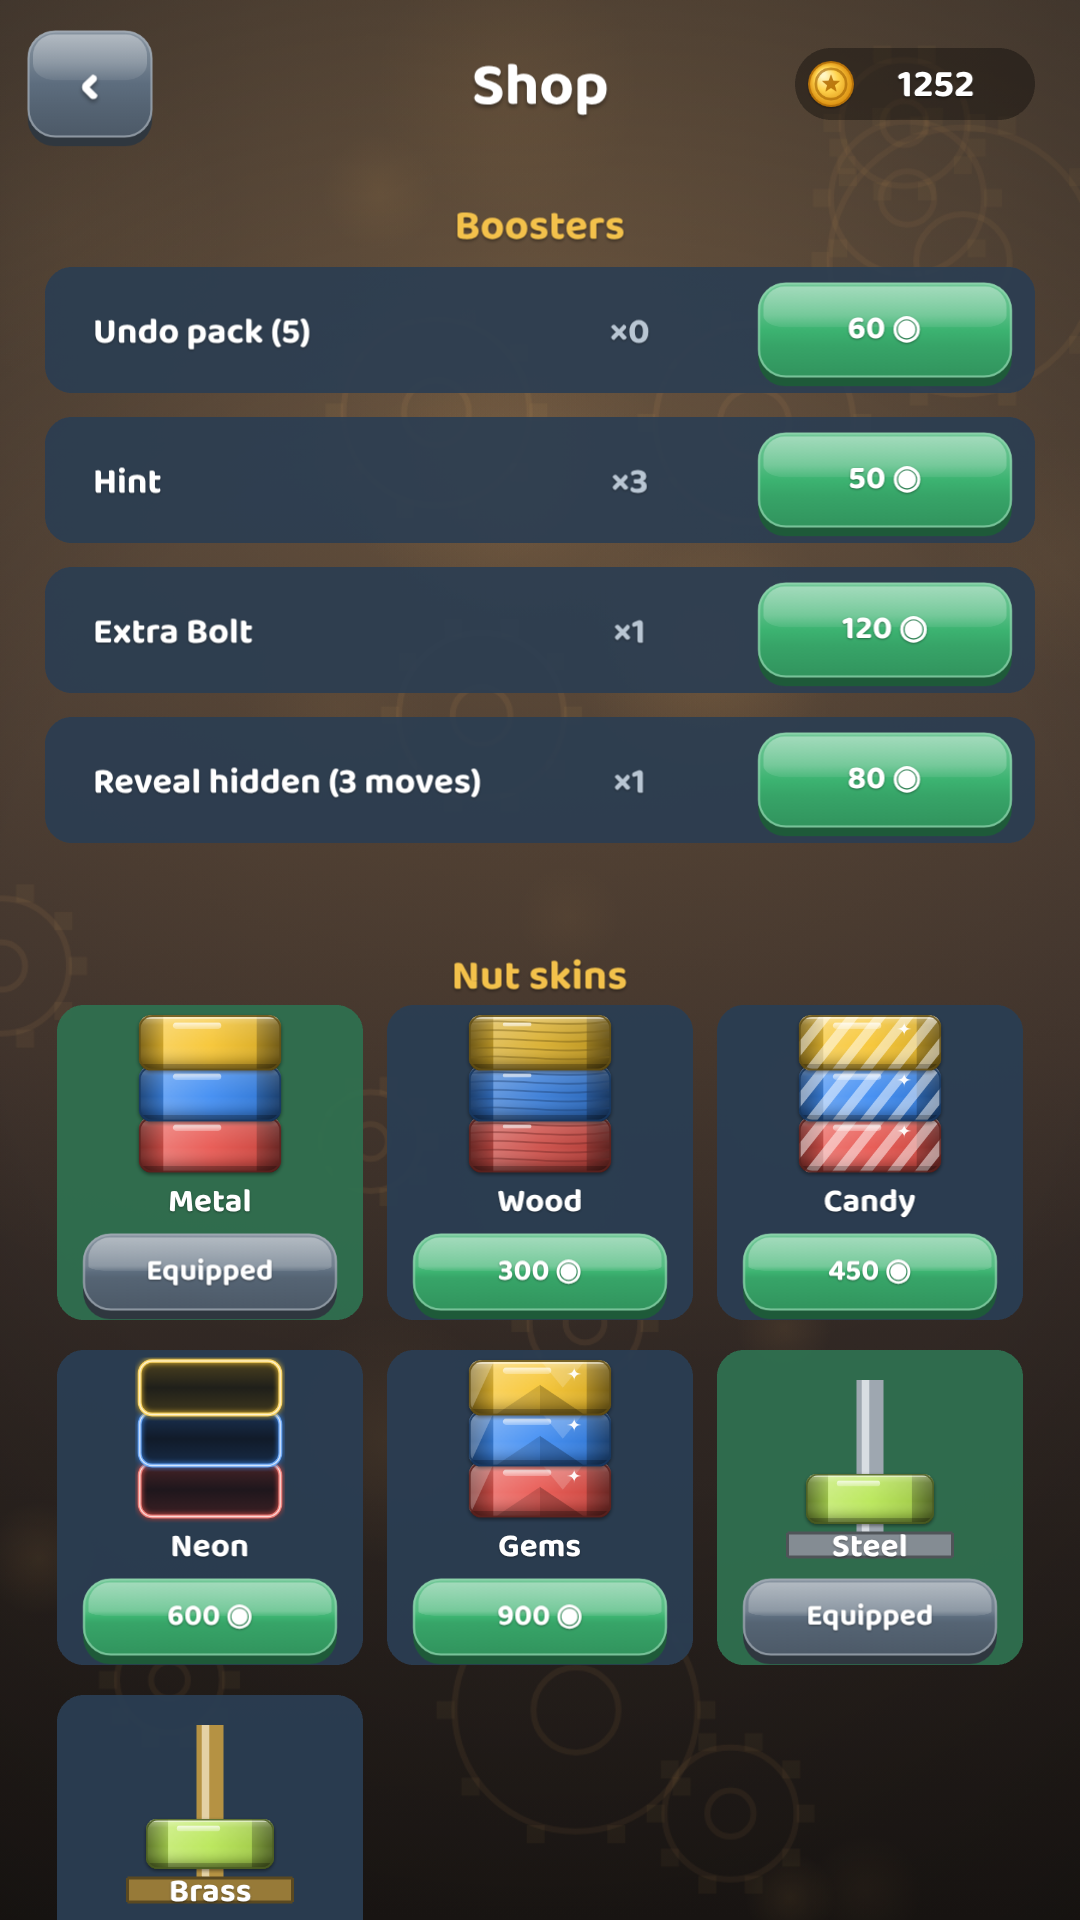 Shop
1252
Boosters
Undo pack (5) ×0 60
Hint ×3 50
Extra Bolt ×1 120
Reveal hidden (3 moves) ×1 80
Nut skins
Metal Wood Candy
Equipped 300 450
Neon Gems Steel
600 900 Equipped
Brass